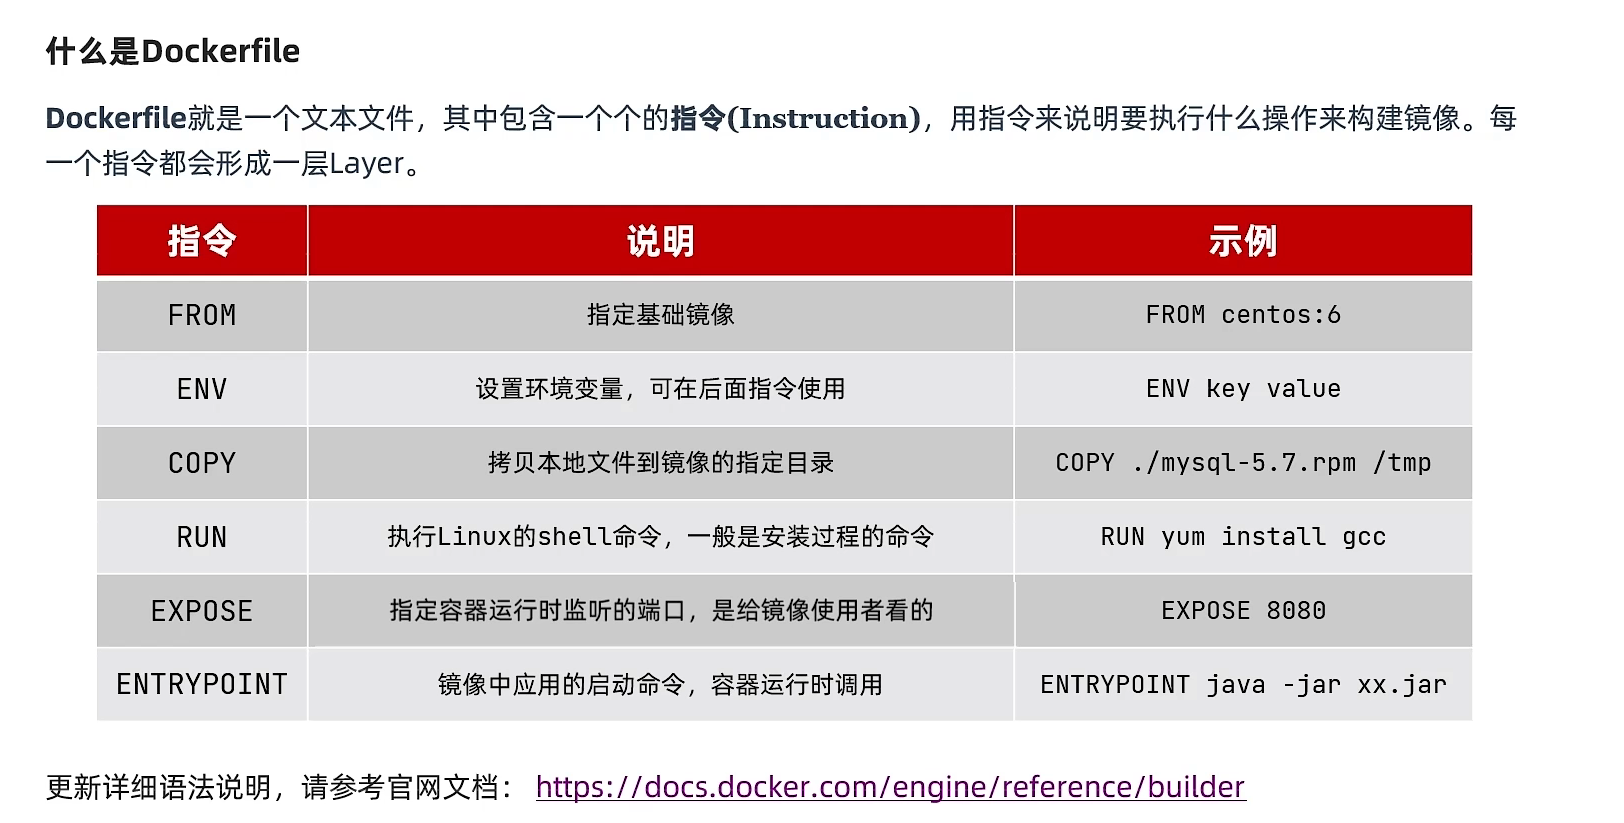 什么是Dockerfile
Dockerfile就是一个文本文件，其中包含一个个的指令(Instruction)，用指令来说明要执行什么操作来构建镜像。每
一个指令都会形成一层Layer。
指令 说明 示例
FROM 指定基础镜像 FROM centos:6
ENV 设置环境变量，可在后面指令使用 ENV key value
COPY 拷贝本地文件到镜像的指定目录 COPY ./mysql-5.7.rpm /tmp
RUN 执行Linux的shell命令，一般是安装过程的命令 RUN yum install gcc
EXPOSE 指定容器运行时监听的端口，是给镜像使用者看的 EXPOSE 8080
ENTRYPOINT 镜像中应用的启动命令，容器运行时调用 ENTRYPOINT java -jar xx.jar
更新详细语法说明，请参考官网文档： https://docs.docker.com/engine/reference/builder